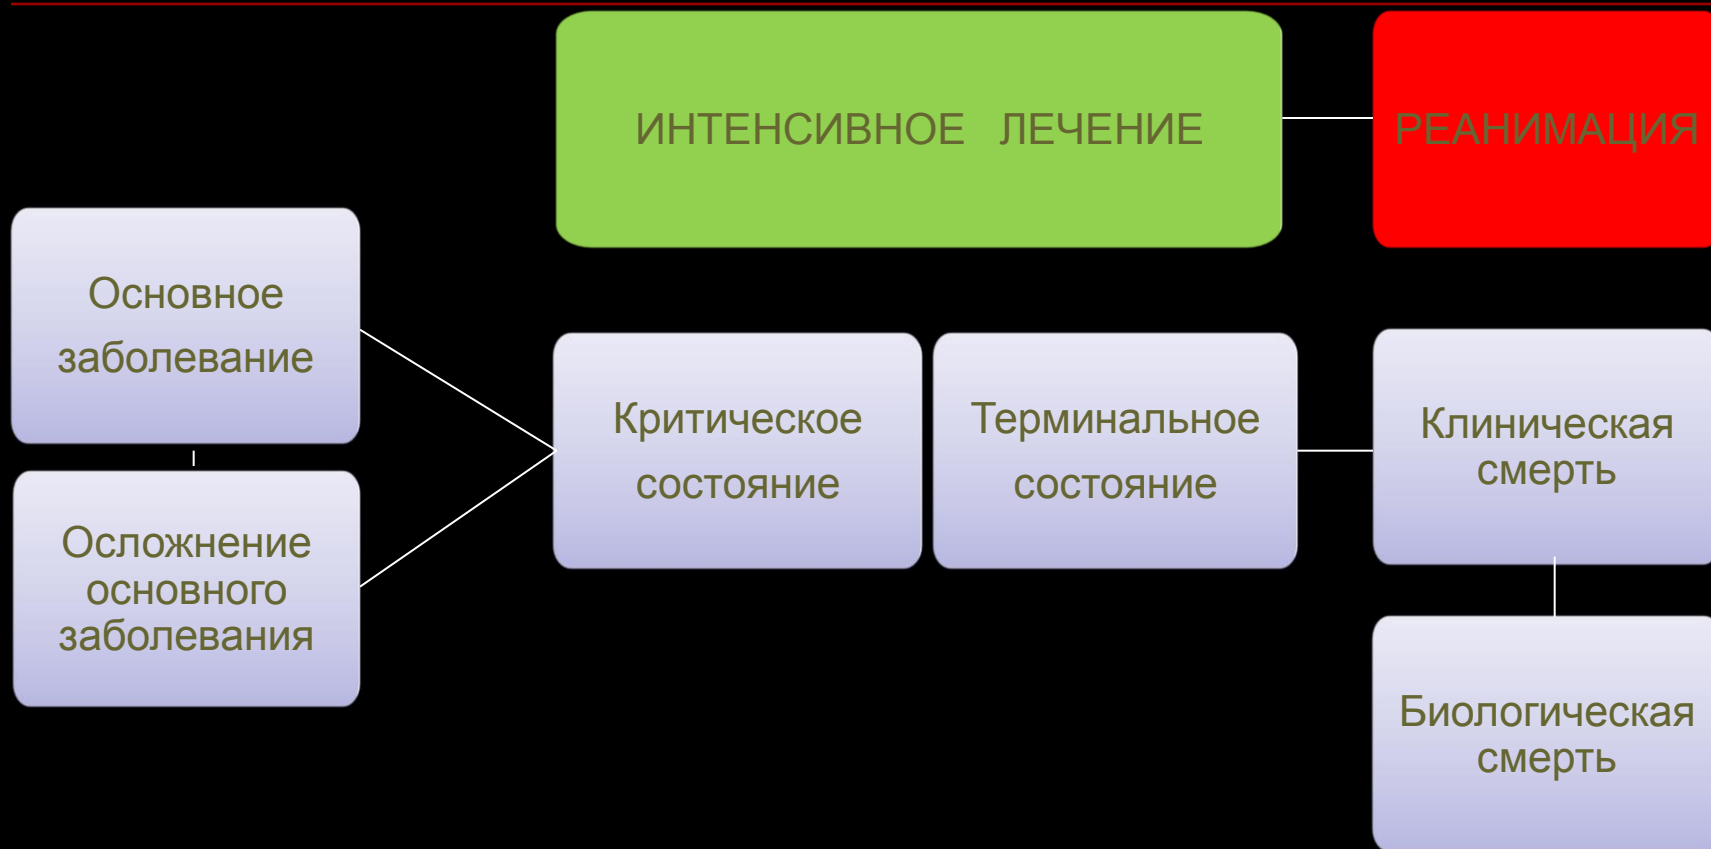 ИНТЕНСИВНОЕ ЛЕЧЕНИЕ
РЕАНИМАЦИЯ
Основное
заболевание
Осложнение
основного
заболевания
Критическое
состояние
Терминальное
состояние
Клиническая
смерть
Биологическая
смерть